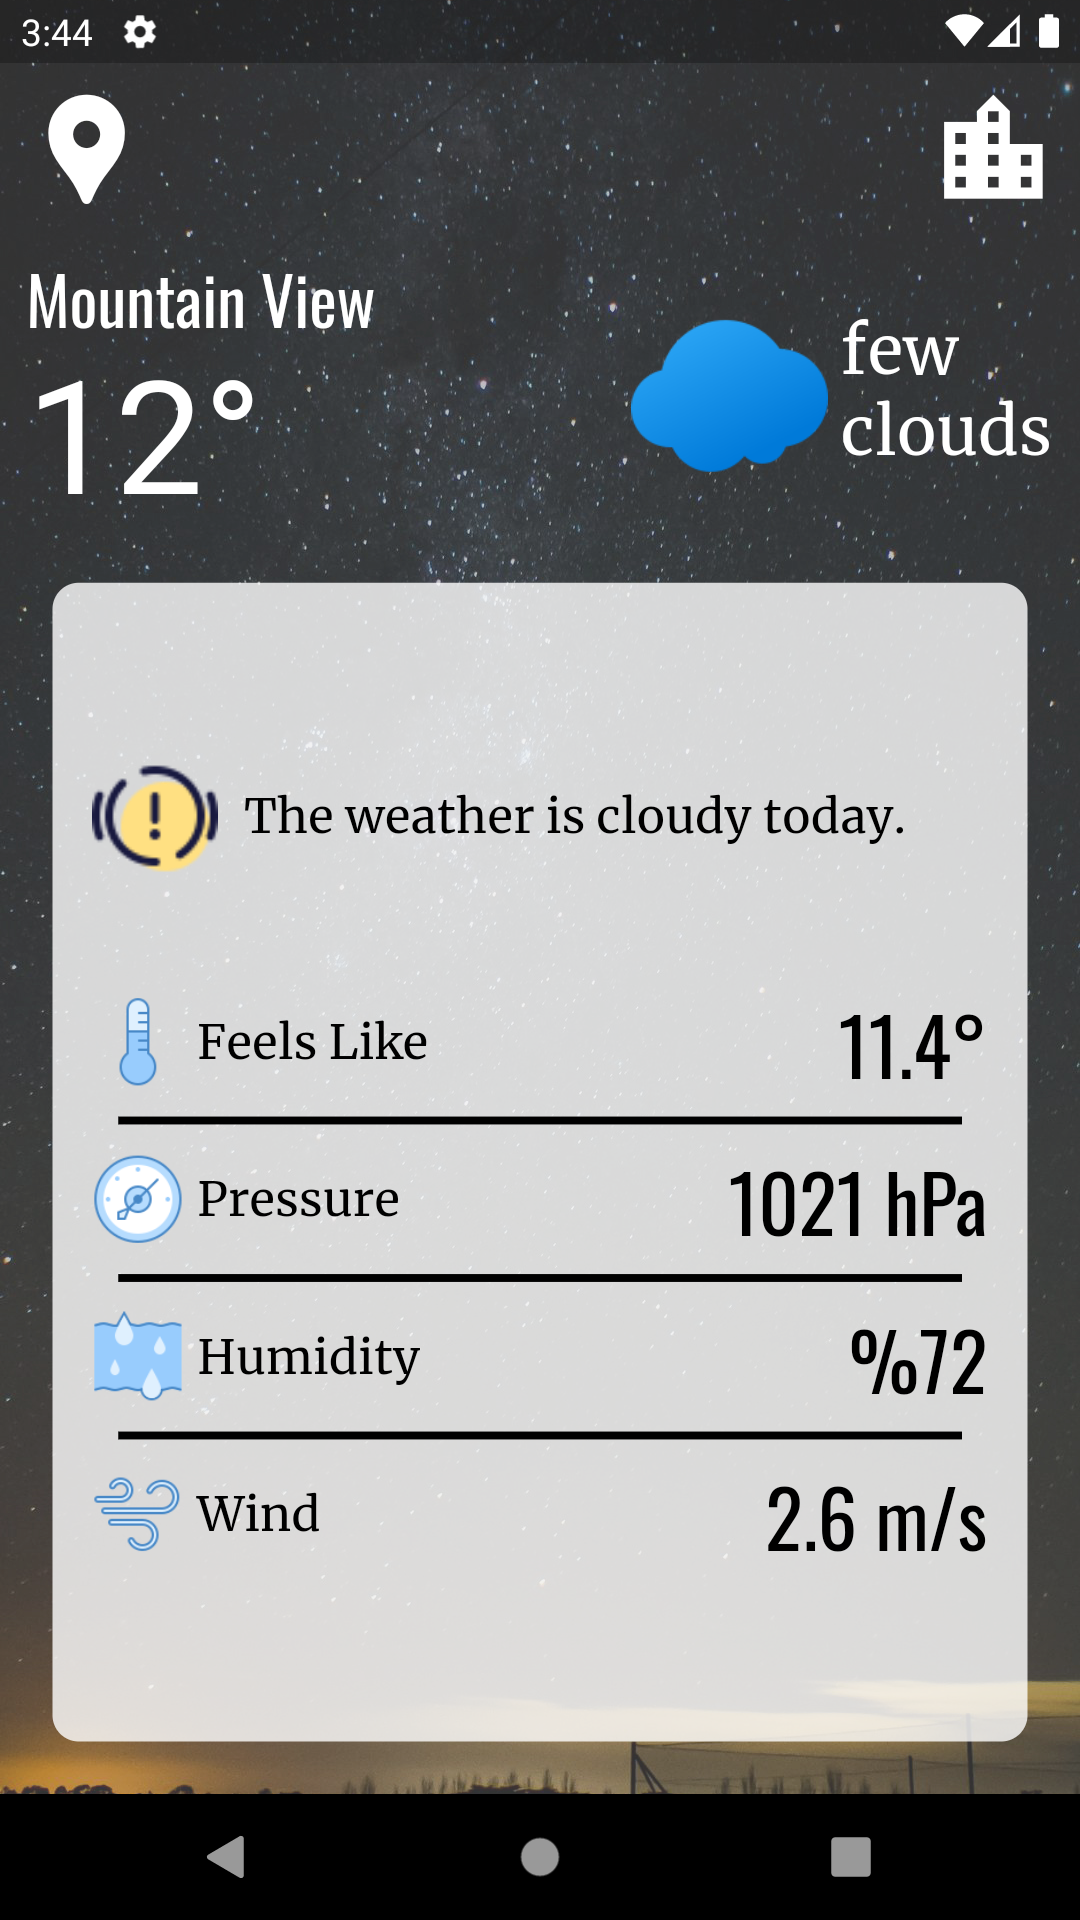 3:44
Mountain View
12°
few
clouds
The weather is cloudy today.
Feels Like 11.4°
Pressure 1021 hPa
Humidity %72
Wind 2.6 m/s